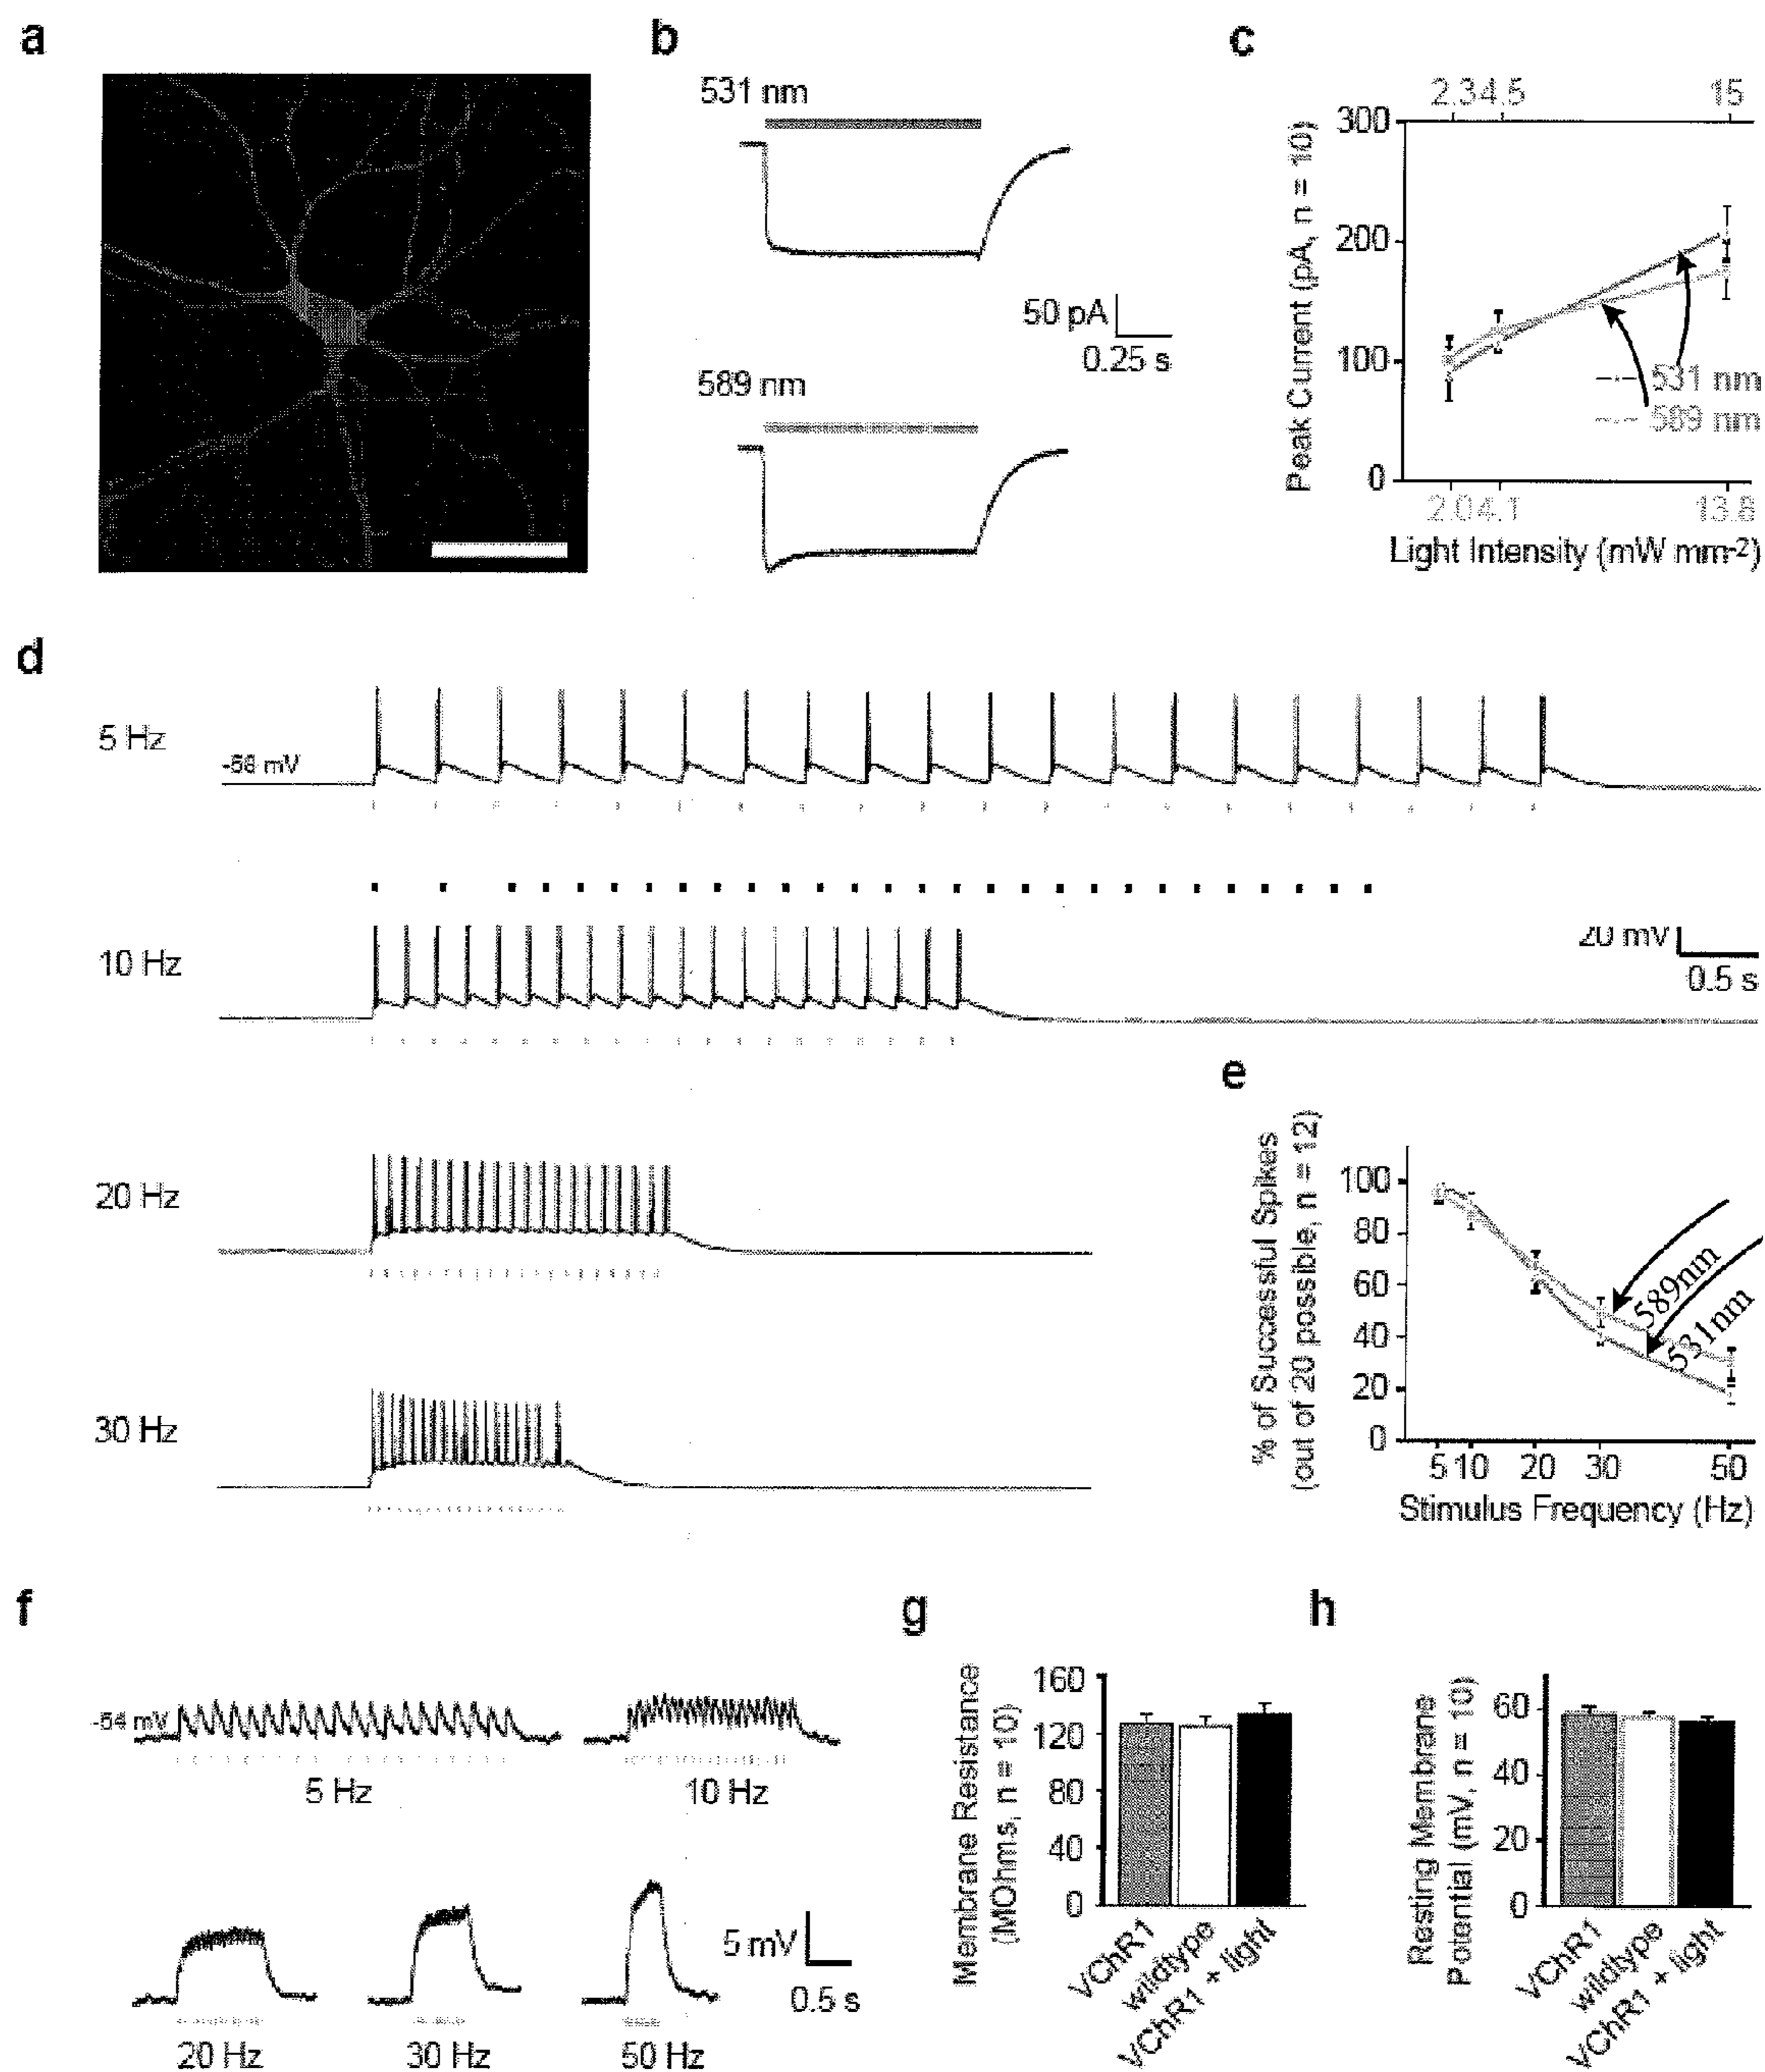 a
b
c
531 nm
589 nm
50 pA
0.25 s
2.3 4.5 15
300
200
100
0
Peak Current (pA, n = 10)
531 nm
589 nm
2.0 4.1 13.8
Light Intensity (mW mm-2)
d
5 Hz
10 Hz
20 mV
0.5 s
20 Hz
30 Hz
e
% of Successful Spikes
(out of 20 possible, n = 12)
100
80
60
40
20
0
589nm
531nm
5 10 20 30 50
Stimulus Frequency (Hz)
f
5 Hz
10 Hz
20 Hz
30 Hz
50 Hz
5 mV
0.5 s
g
Membrane Resistance
(MOhms, n = 10)
160
120
80
40
0
VChR1
wildtype
VChR1 + light
h
Resting Membrane
Potential (mV, n = 10)
60
40
20
0
VChR1
wildtype
VChR1 + light